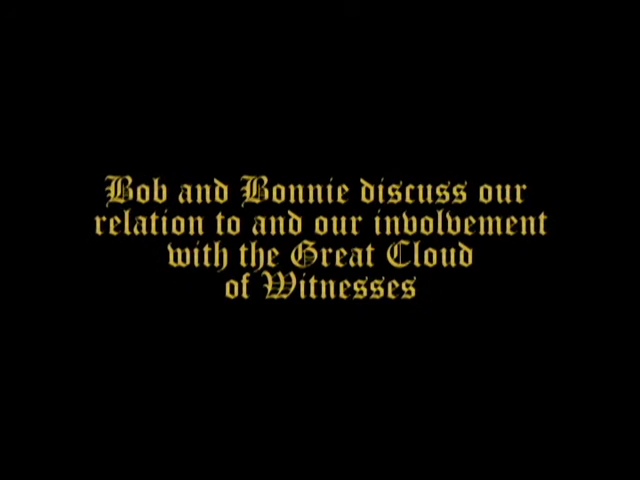 Bob and Bonnie discuss our
relation to and our involvement
with the Great Cloud
of Witnesses